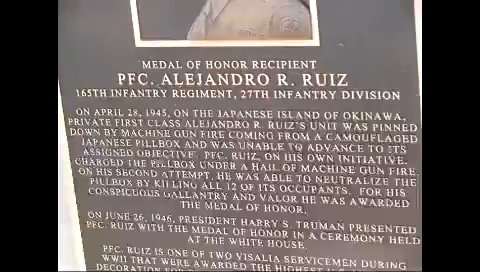 MEDAL OF HONOR RECIPIENT
PFC. ALEJANDRO R. RUIZ
165TH INFANTRY REGIMENT, 27TH INFANTRY DIVISION
ON APRIL 28, 1945, ON THE JAPANESE ISLAND OF OKINAWA,
PRIVATE FIRST CLASS ALEJANDRO R. RUIZ'S UNIT WAS PINNED
DOWN BY MACHINE GUN FIRE COMING FROM A CAMOUFLAGED
JAPANESE PILLBOX AND WAS UNABLE TO ADVANCE TO ITS
ASSIGNED OBJECTIVE. PFC. RUIZ, ON HIS OWN INITIATIVE,
CHARGED THE PILLBOX UNDER A HAIL OF MACHINE GUN FIRE.
ON HIS SECOND ATTEMPT, HE WAS ABLE TO NEUTRALIZE THE
PILLBOX BY KILLING ALL 12 OF ITS OCCUPANTS. FOR HIS
CONSPICUOUS GALLANTRY AND VALOR HE WAS AWARDED
THE MEDAL OF HONOR.
ON JUNE 26, 1946, PRESIDENT HARRY S. TRUMAN PRESENTED
PFC. RUIZ WITH THE MEDAL OF HONOR IN A CEREMONY HELD
AT THE WHITE HOUSE.
PFC. RUIZ IS ONE OF TWO VISALIA SERVICEMEN DURING
WWII THAT WERE AWARDED THE HIGHEST
DECORATION FOR